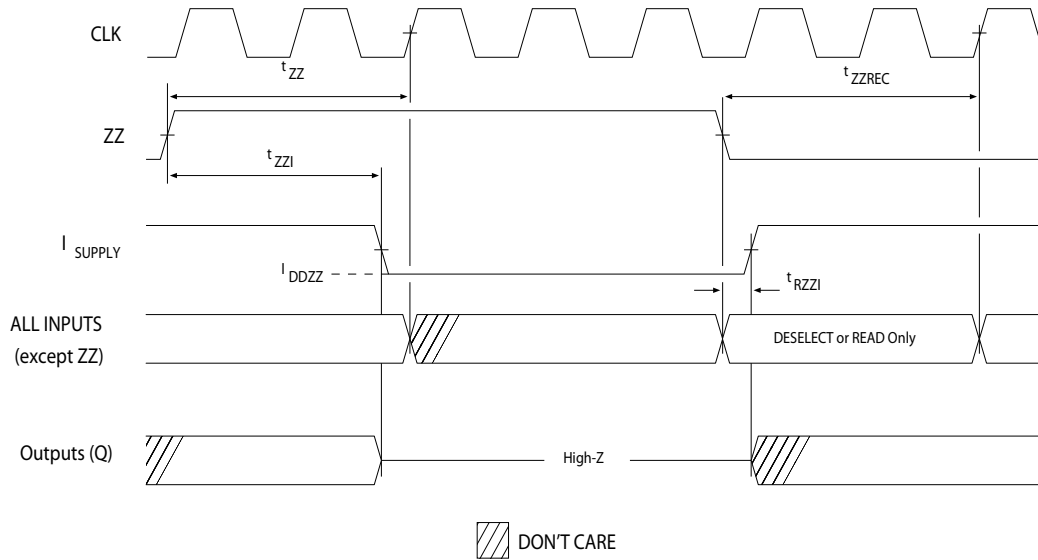 CLK
t ZZ
t ZZREC
ZZ
t ZZI
I SUPPLY
I DDZZ
t RZZI
ALL INPUTS
(except ZZ)
DESELECT or READ Only
Outputs (Q)
High-Z
DON'T CARE